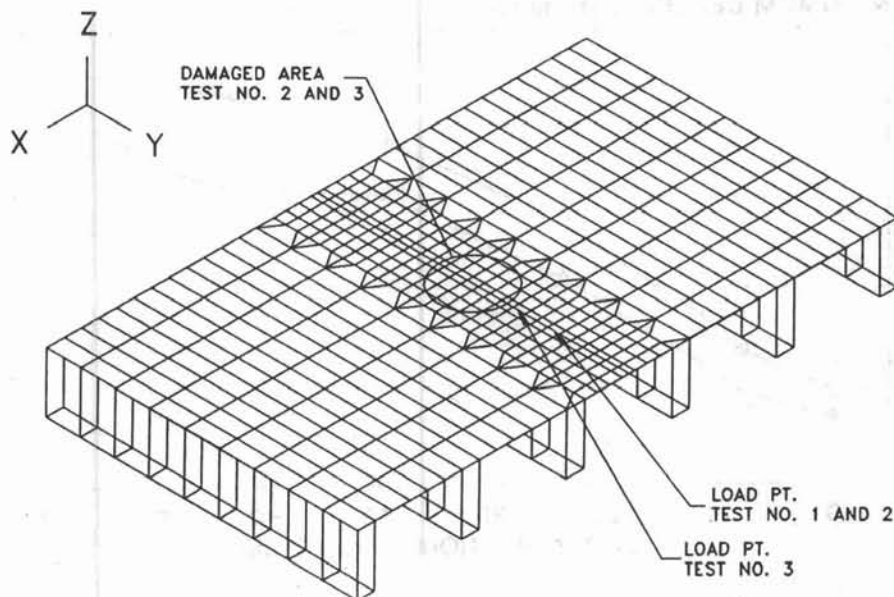 Z
X
Y
DAMAGED AREA
TEST NO. 2 AND 3
LOAD PT.
TEST NO. 1 AND 2
LOAD PT.
TEST NO. 3